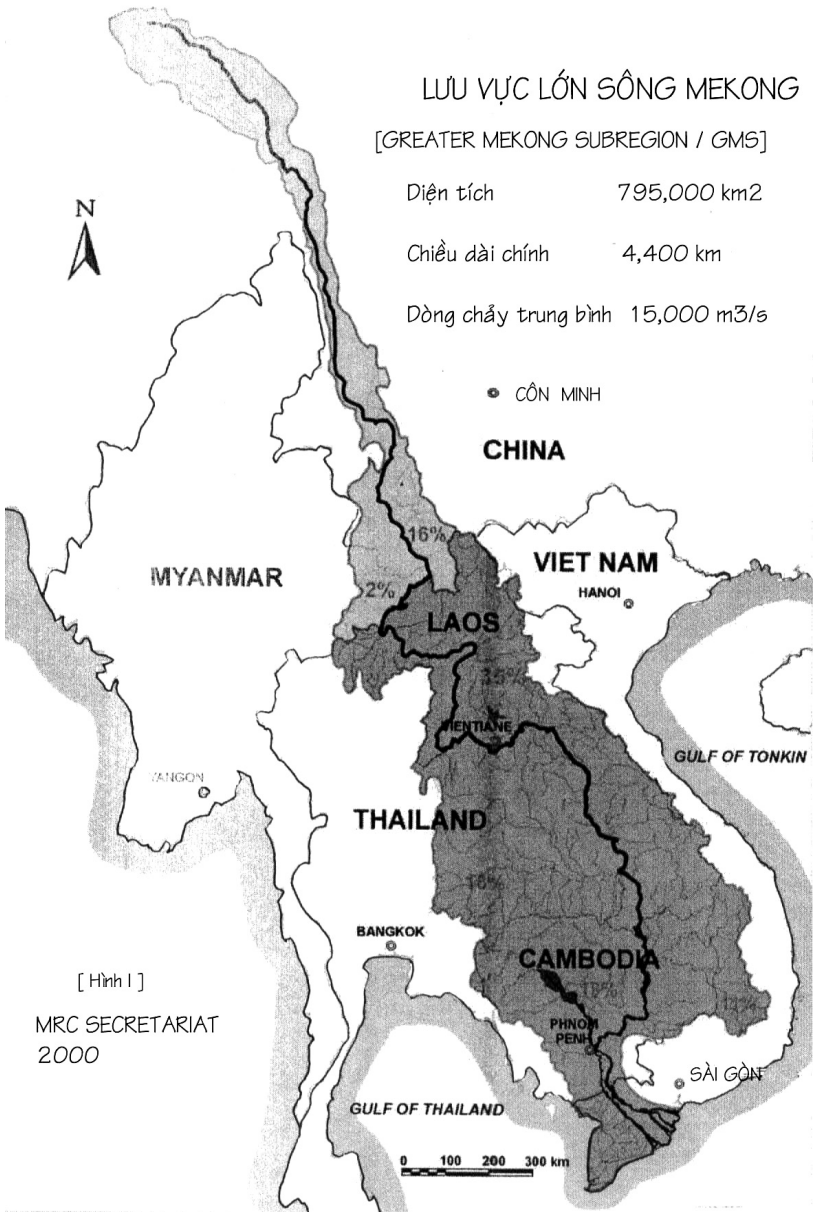 LƯU VỰC LỚN SÔNG MEKONG
[GREATER MEKONG SUBREGION / GMS]
Diện tích 795,000 km2
N
Chiều dài chính 4,400 km
Dòng chảy trung bình 15,000 m3/s
CÔN MINH
CHINA
16%
VIET NAM
MYANMAR
2%
HANOI
LAOS
35%
VIENTIANE
GULF OF TONKIN
YANGON
THAILAND
18%
BANGKOK
CAMBODIA
[ Hình I ]
11%
MRC SECRETARIAT
2000
PHNOM
PENH
SÀI GÒN
GULF OF THAILAND
0 100 200 300 km